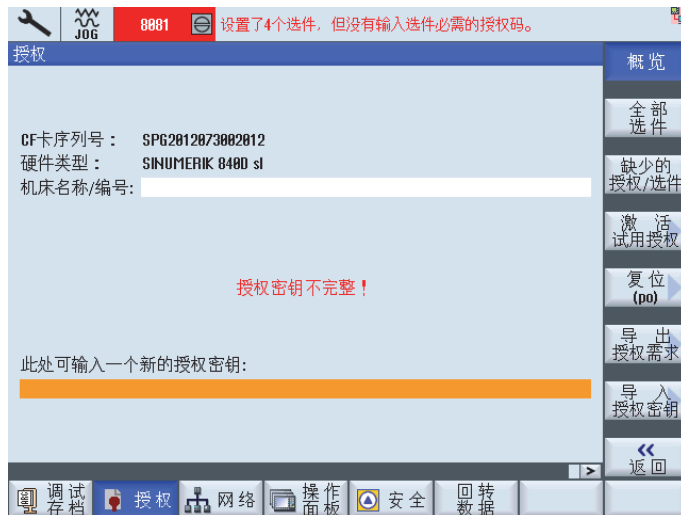 JOG
8081
设置了4个选件，但没有输入选件必需的授权码。
授权
概览
CF卡序列号：
SPG2012073002012
硬件类型：
SINUMERIK 840D sl
机床名称/编号:
全部
选件
缺少的
授权/选件
激活
试用授权
授权密钥不完整！
复位
(po)
导出
授权需求
此处可输入一个新的授权密钥:
导入
授权密钥
«
返回
>
调试
存档
授权
网络
操作
面板
安全
回转
数据